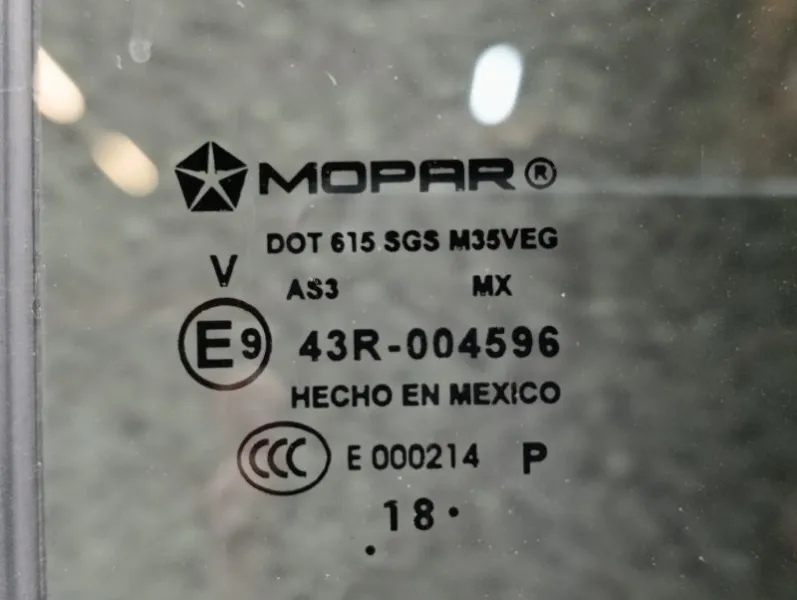 MOPAR®
DOT 615 SGS M35VEG
V
AS3 MX
E9 43R-004596
HECHO EN MEXICO
CCC E 000214 P
.18.
.